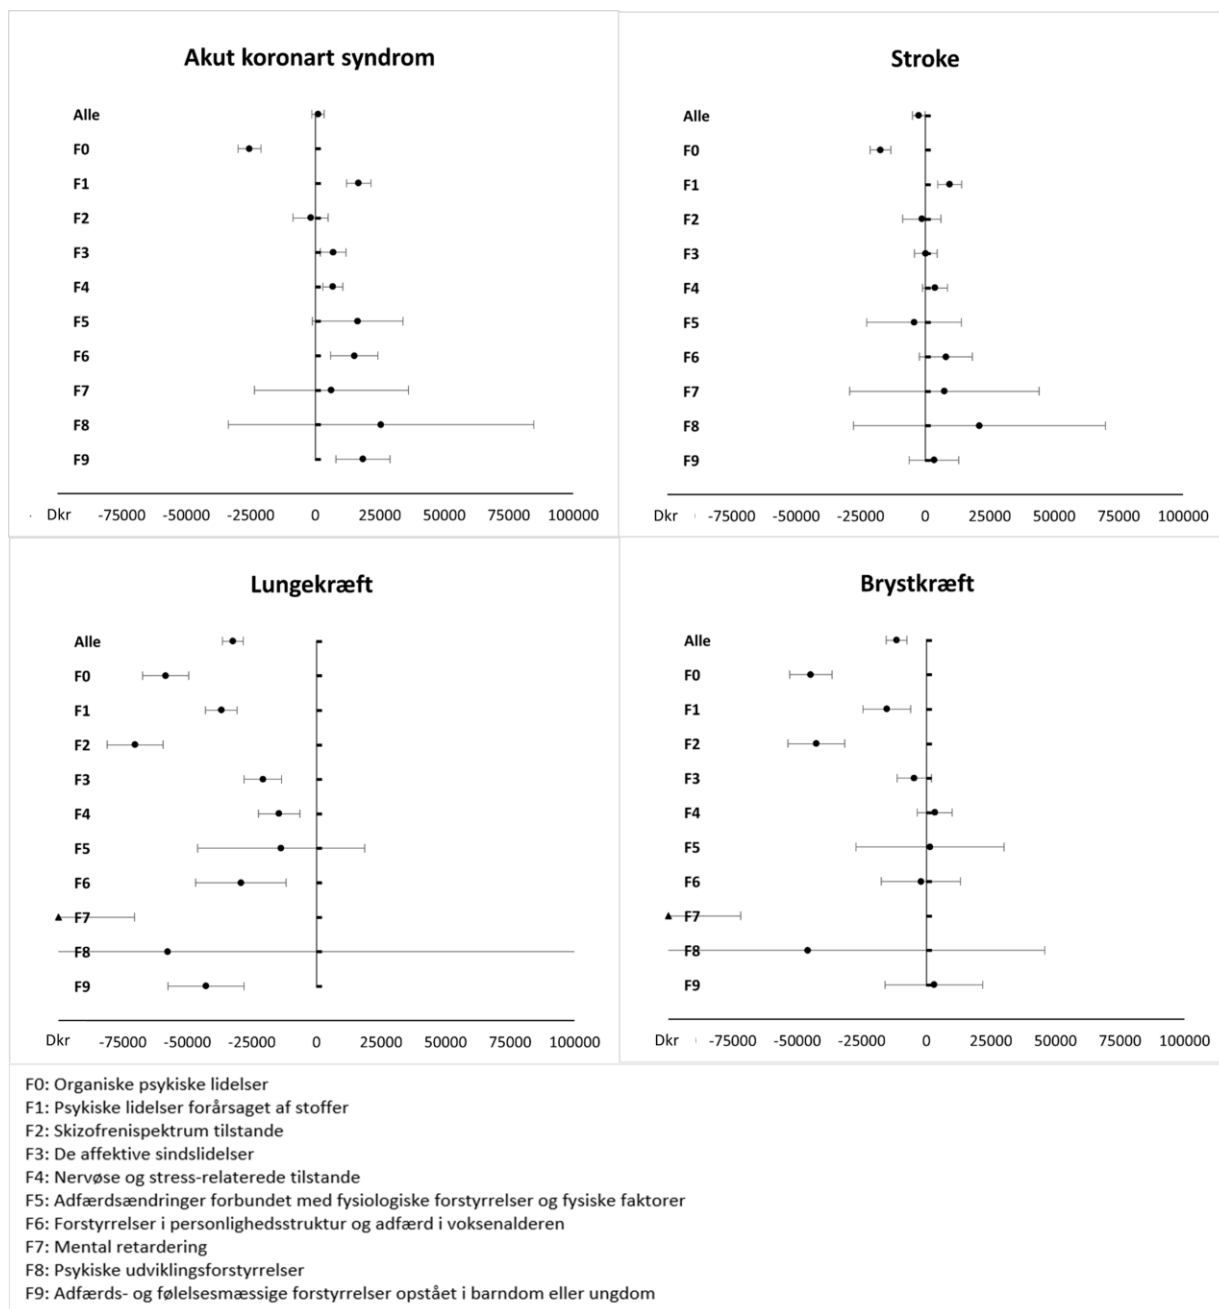 Akut koronart syndrom
Alle
F0
F1
F2
F3
F4
F5
F6
F7
F8
F9
Dkr -75000 -50000 -25000 0 25000 50000 75000 100000
Stroke
Alle
F0
F1
F2
F3
F4
F5
F6
F7
F8
F9
Dkr -75000 -50000 -25000 0 25000 50000 75000 100000
Lungekræft
Alle
F0
F1
F2
F3
F4
F5
F6
F7
F8
F9
Dkr -75000 -50000 -25000 0 25000 50000 75000 100000
Brystkræft
Alle
F0
F1
F2
F3
F4
F5
F6
F7
F8
F9
Dkr -75000 -50000 -25000 0 25000 50000 75000 100000
F0: Organiske psykiske lidelser
F1: Psykiske lidelser forårsaget af stoffer
F2: Skizofrenispektrum tilstande
F3: De affektive sindslidelser
F4: Nervøse og stress-relaterede tilstande
F5: Adfærdsændringer forbundet med fysiologiske forstyrrelser og fysiske faktorer
F6: Forstyrrelser i personlighedsstruktur og adfærd i voksenalderen
F7: Mental retardering
F8: Psykiske udviklingsforstyrrelser
F9: Adfærds- og følelsesmæssige forstyrrelser opstået i barndom eller ungdom